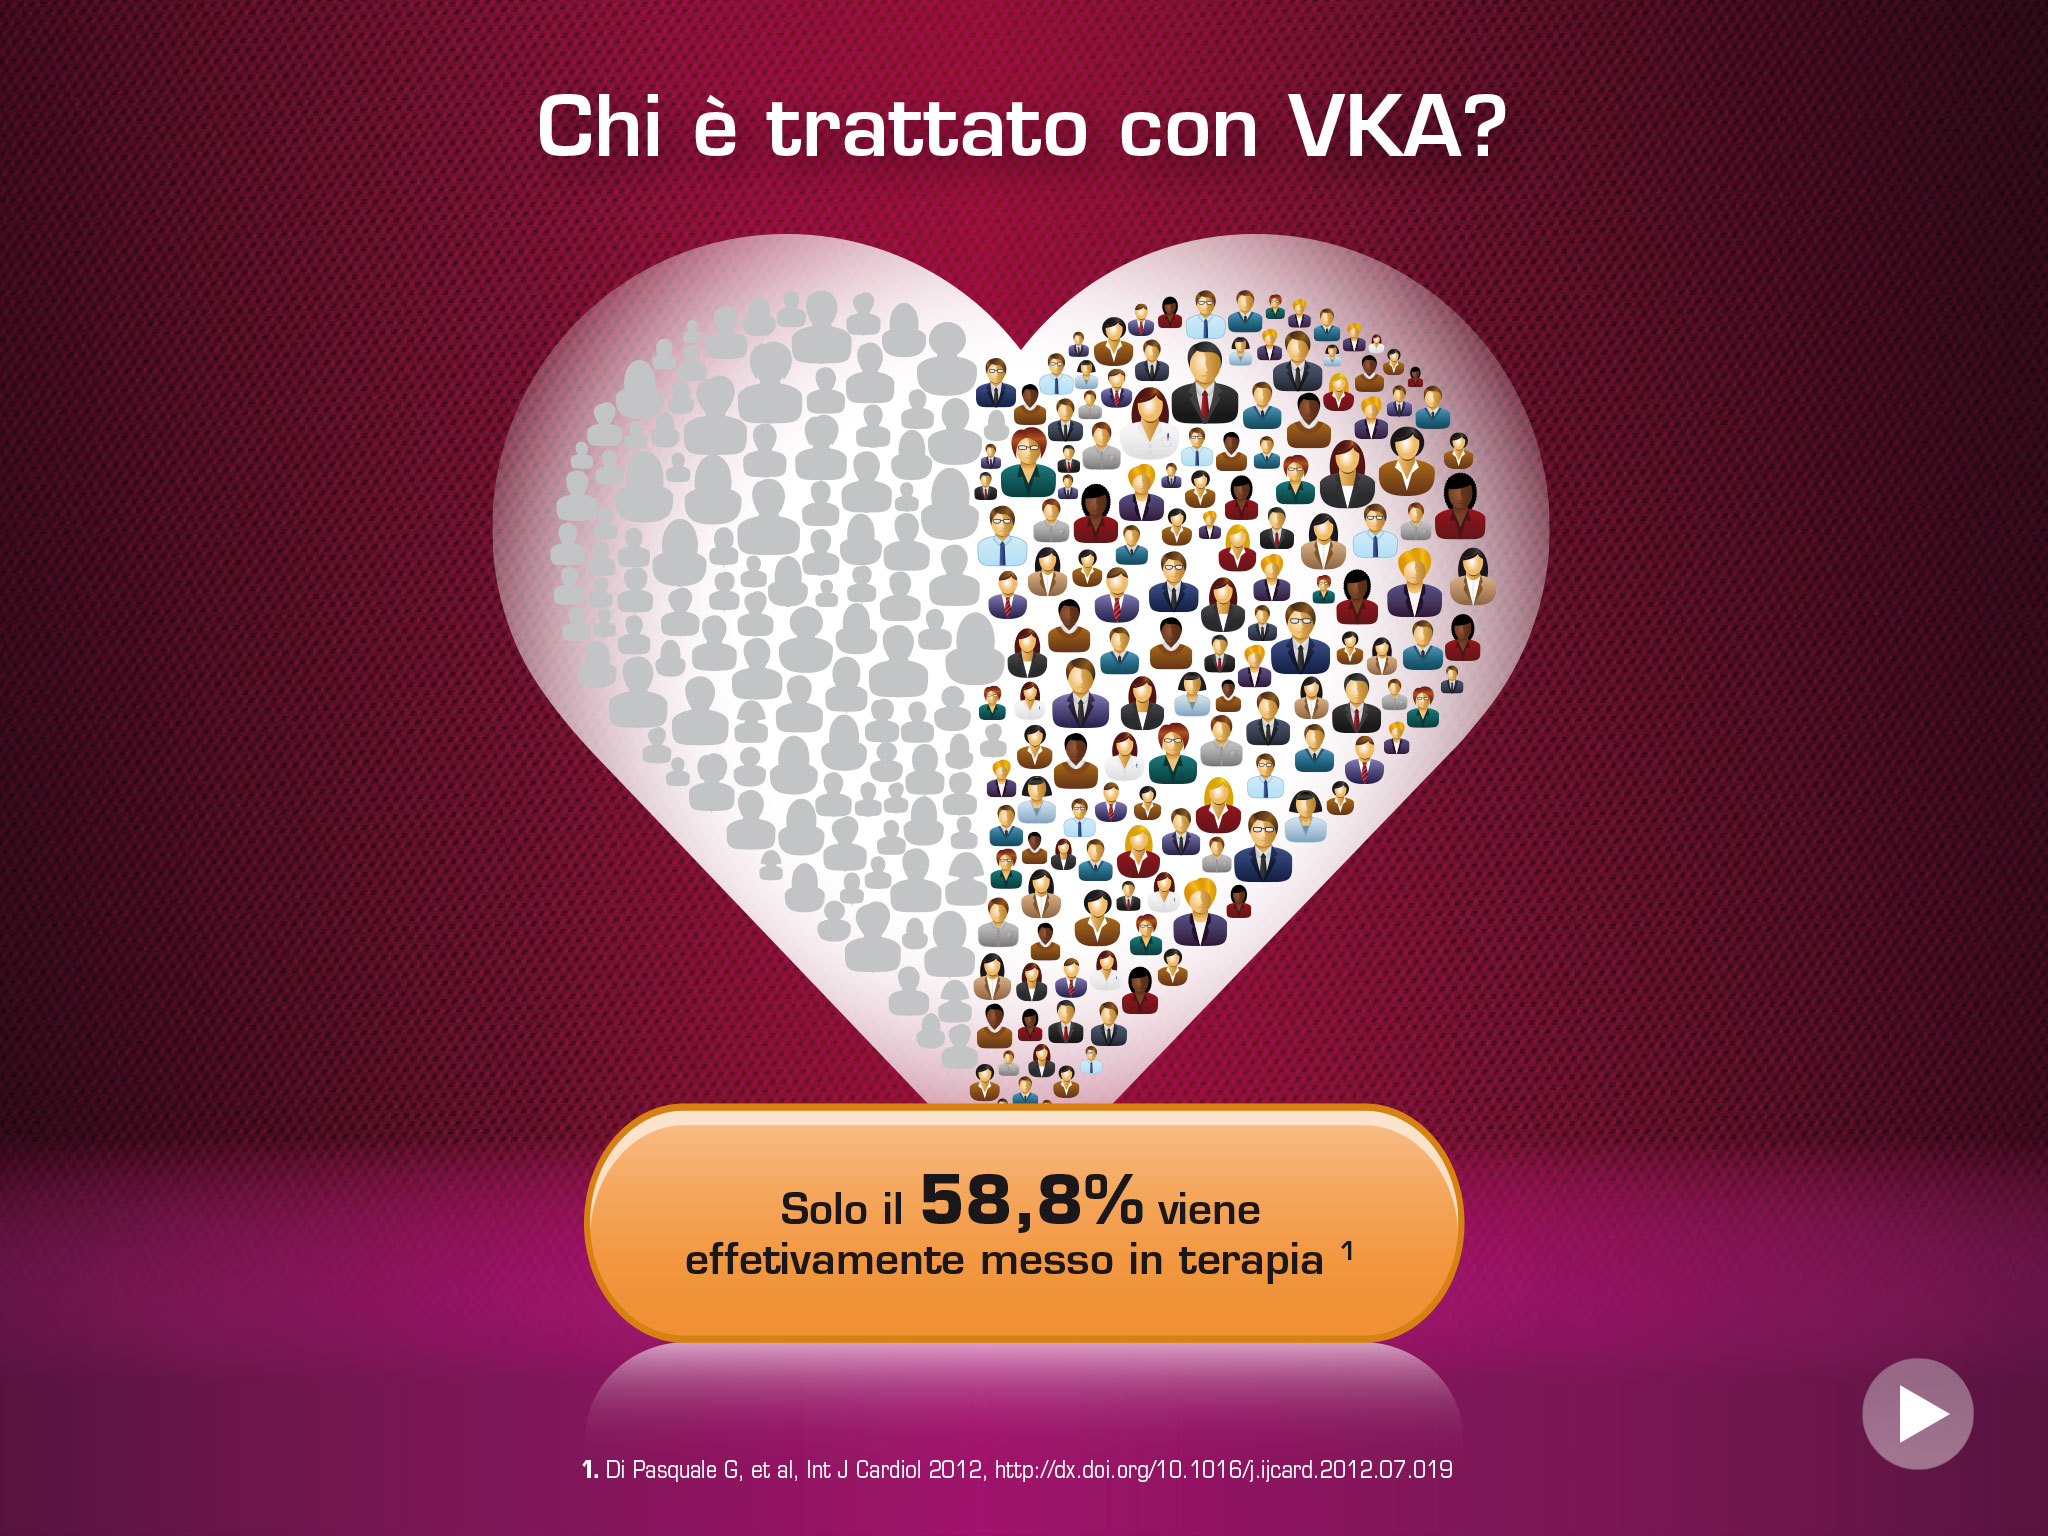 Chi è trattato con VKA?
Solo il 58,8% viene
effetivamente messo in terapia 1
1. Di Pasquale G, et al, Int J Cardiol 2012, http://dx.doi.org/10.1016/j.ijcard.2012.07.019